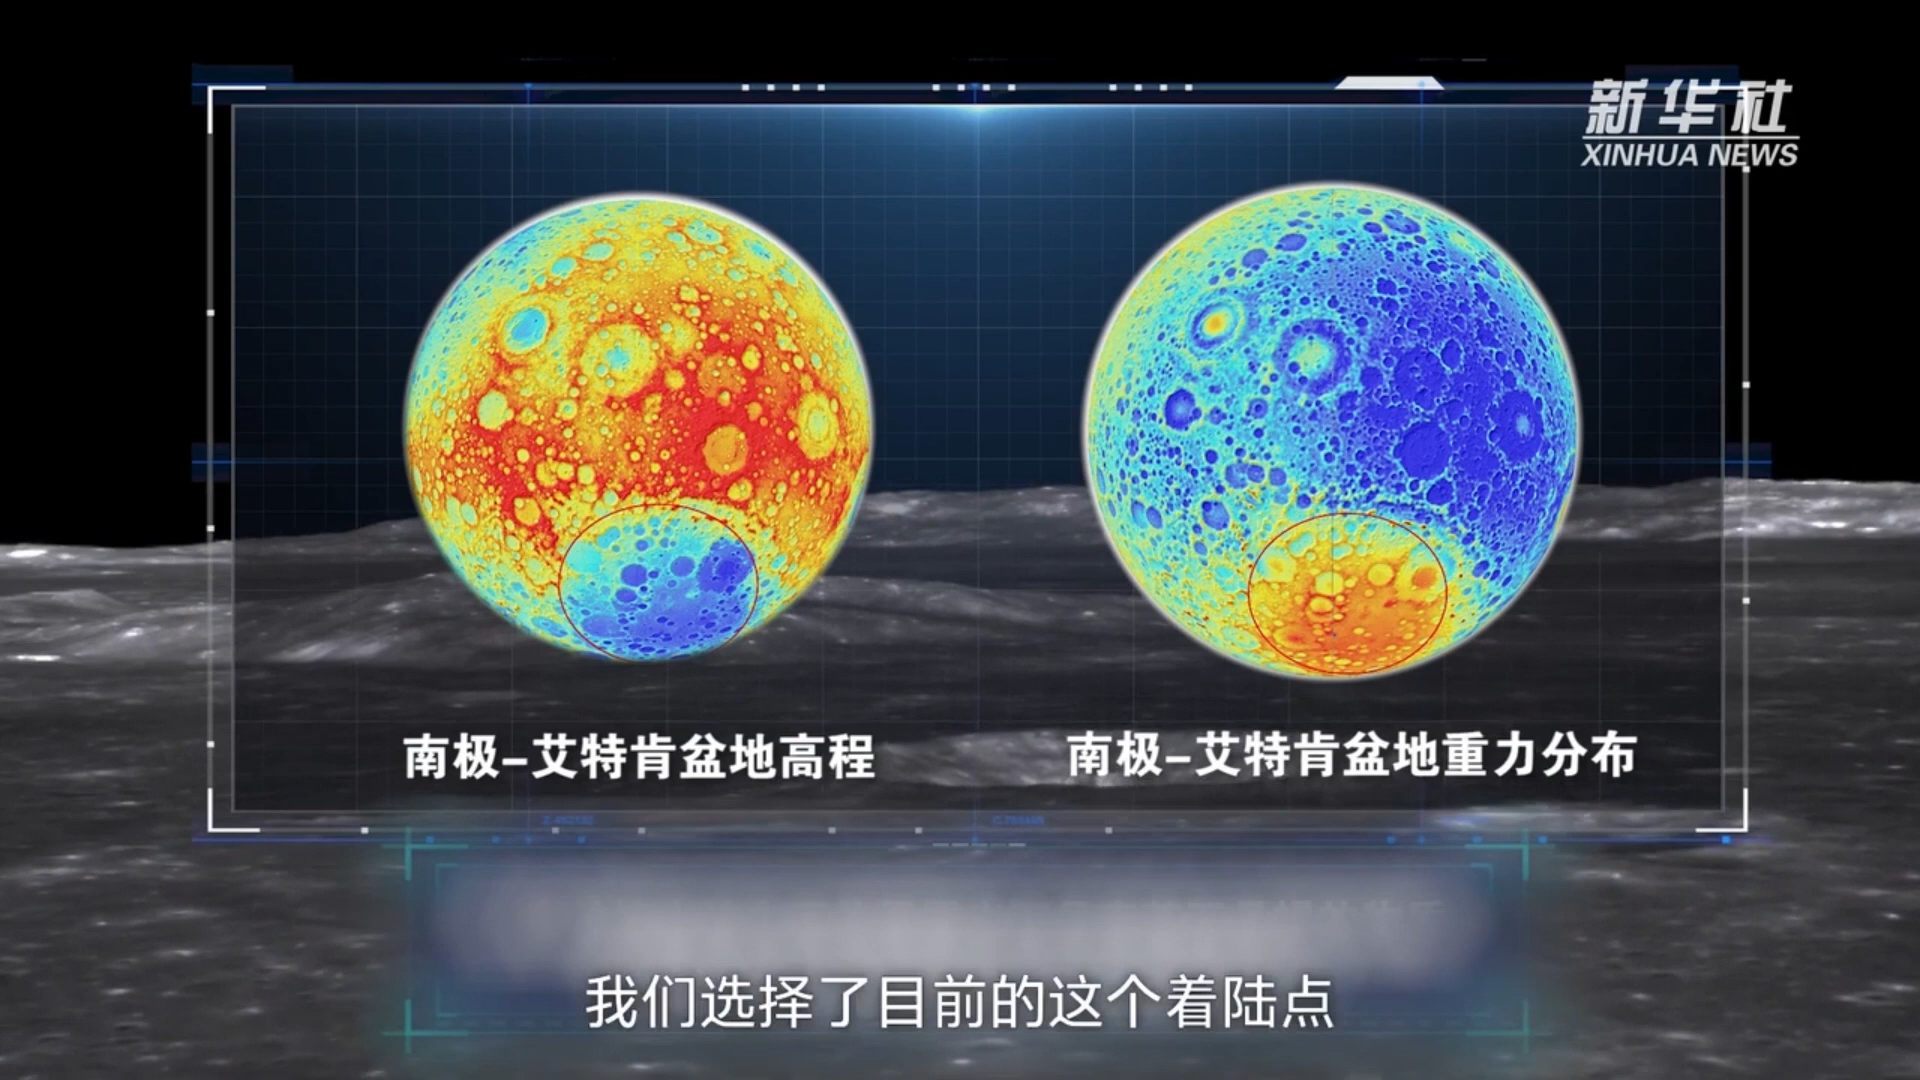 新华社
XINHUA NEWS
南极-艾特肯盆地高程
南极-艾特肯盆地重力分布
我们选择了目前的这个着陆点